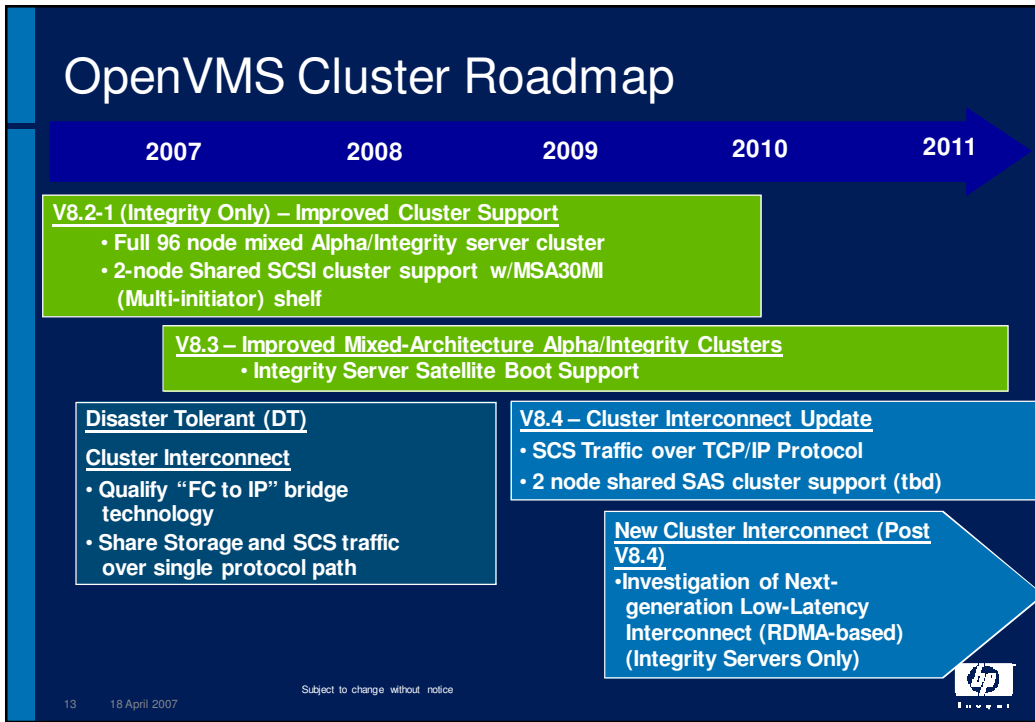 OpenVMS Cluster Roadmap
2007 2008 2009 2010 2011
V8.2-1 (Integrity Only) – Improved Cluster Support
• Full 96 node mixed Alpha/Integrity server cluster
• 2-node Shared SCSI cluster support w/MSA30MI
(Multi-initiator) shelf
V8.3 – Improved Mixed-Architecture Alpha/Integrity Clusters
• Integrity Server Satellite Boot Support
Disaster Tolerant (DT)
Cluster Interconnect
• Qualify “FC to IP” bridge
technology
• Share Storage and SCS traffic
over single protocol path
V8.4 – Cluster Interconnect Update
• SCS Traffic over TCP/IP Protocol
• 2 node shared SAS cluster support (tbd)
New Cluster Interconnect (Post
V8.4)
•Investigation of Next-
generation Low-Latency
Interconnect (RDMA-based)
(Integrity Servers Only)
Subject to change without notice
13 18 April 2007
hp